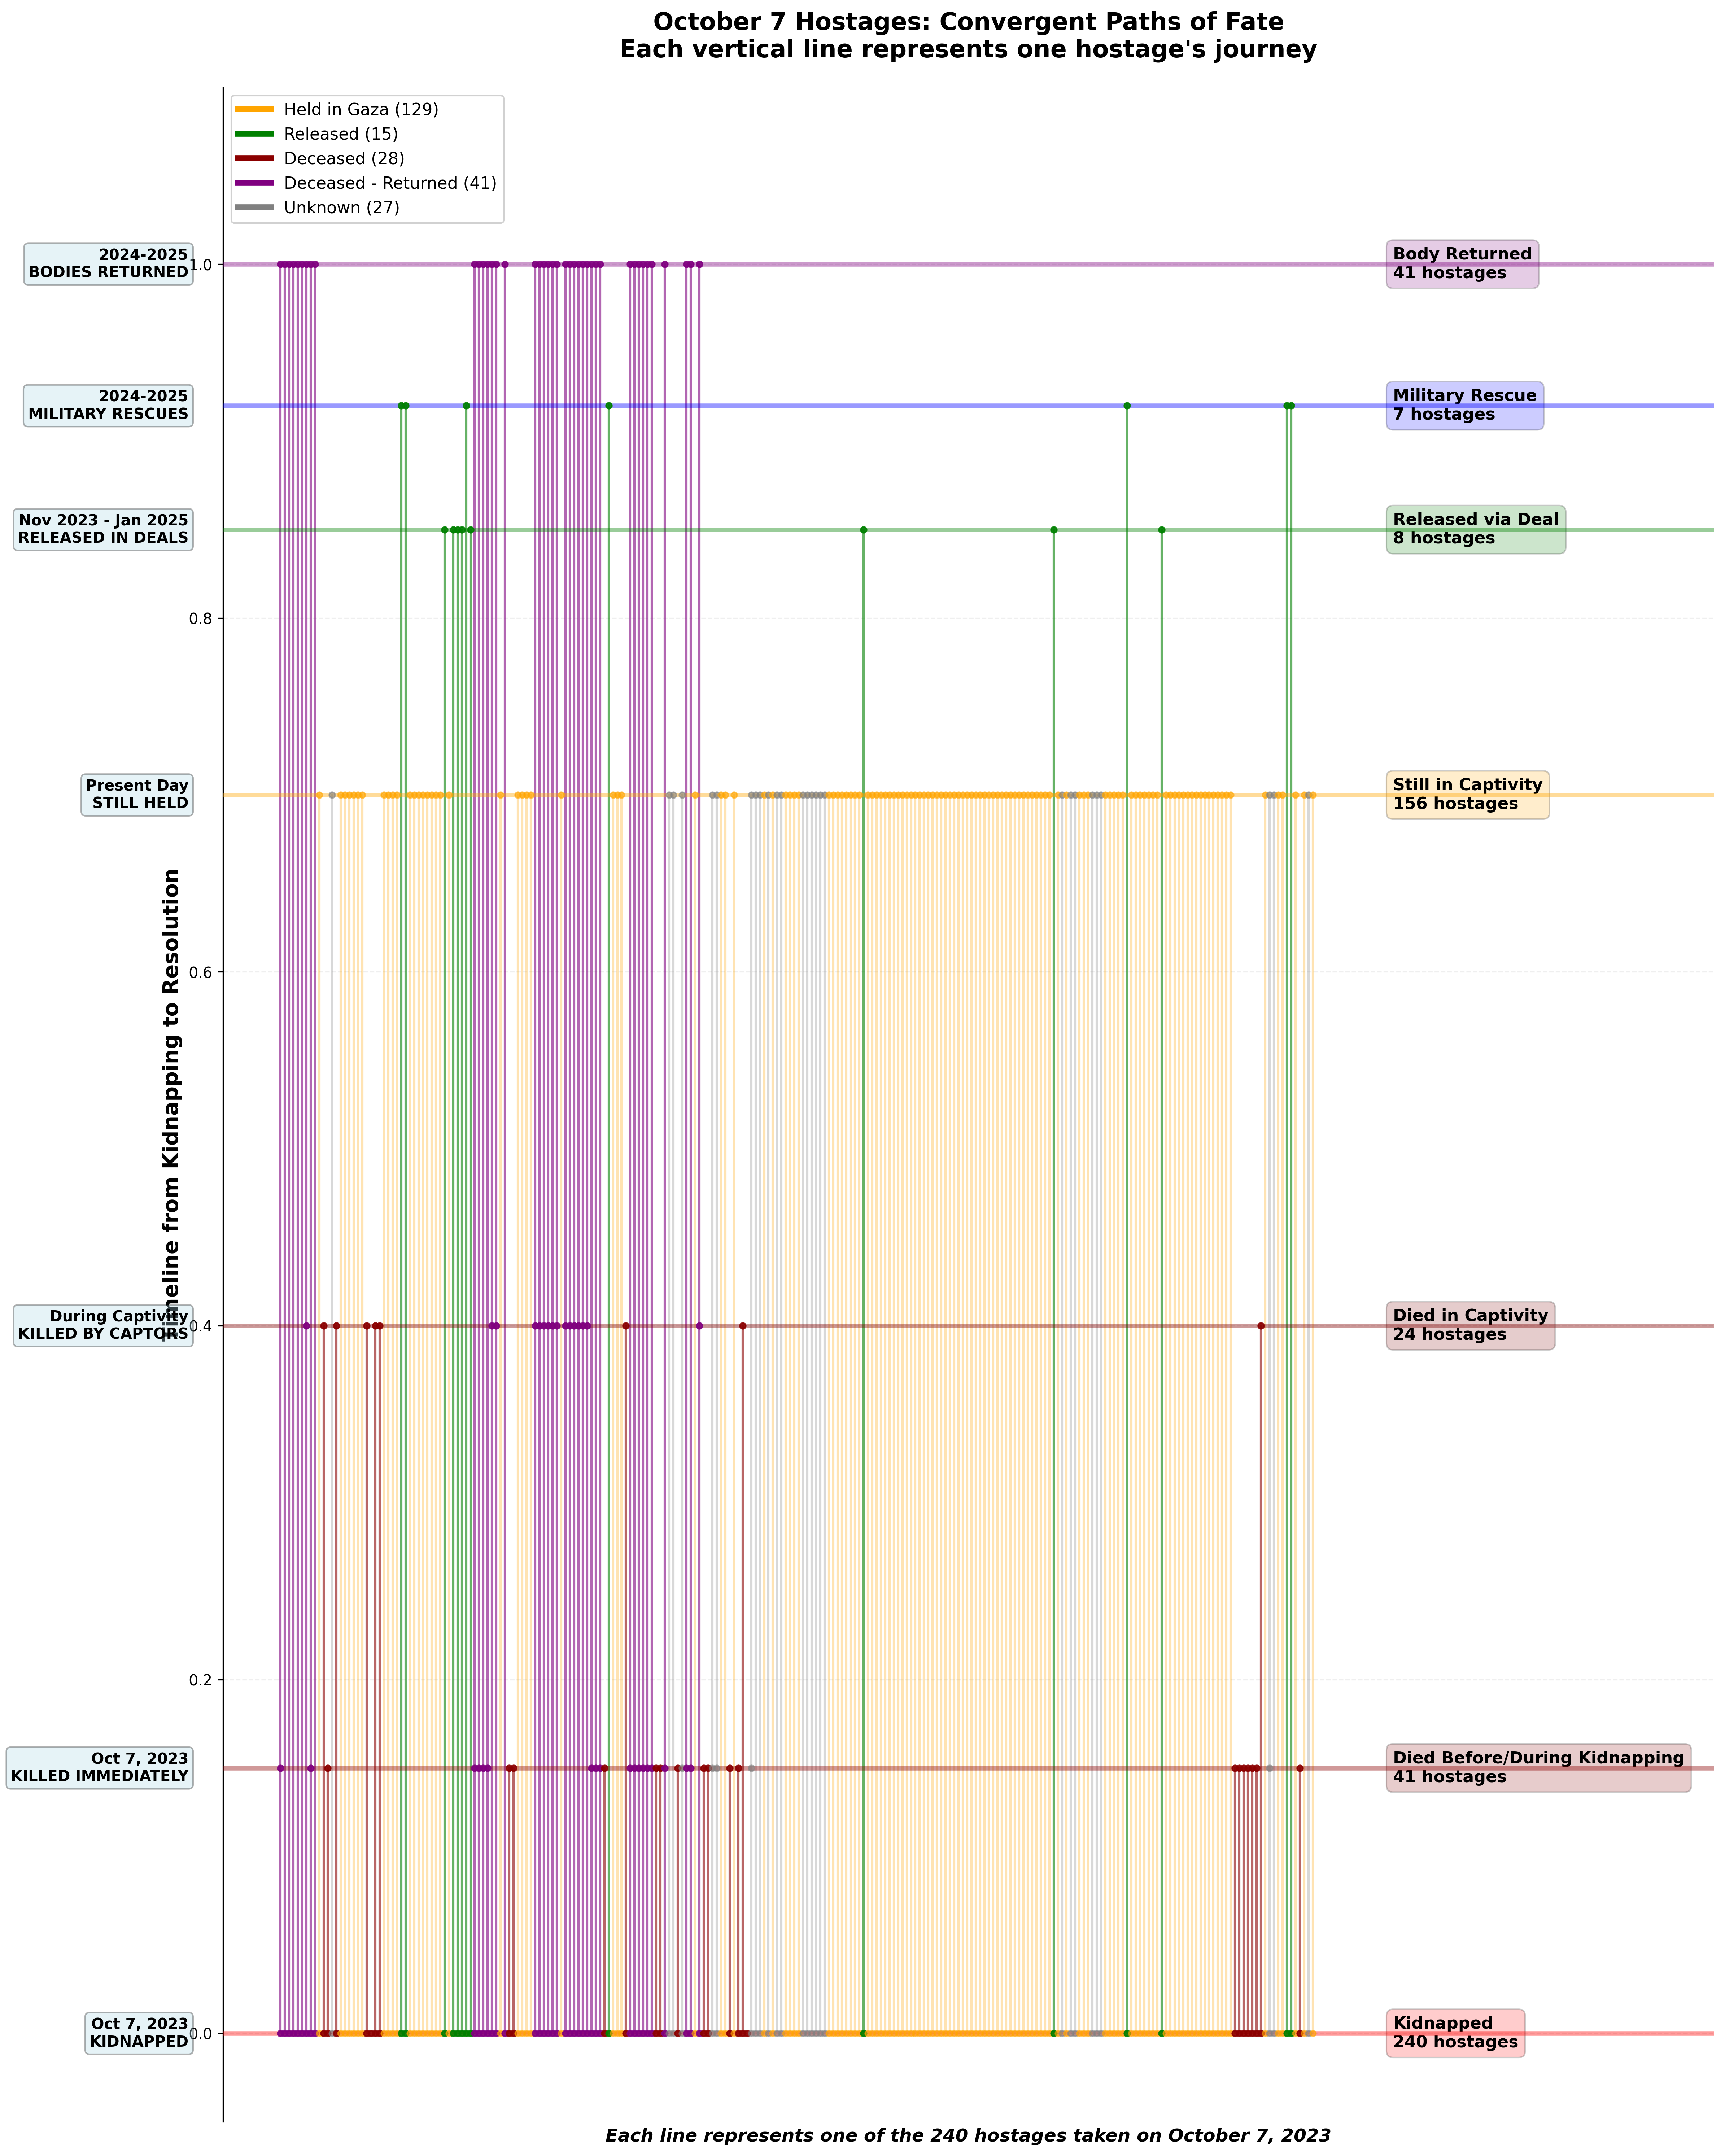 October 7 Hostages: Convergent Paths of Fate
Each vertical line represents one hostage's journey
Held in Gaza (129)
Released (15)
Deceased (28)
Deceased - Returned (41)
Unknown (27)
2024-2025
BODIES RETURNED
1.0
Body Returned
41 hostages
2024-2025
MILITARY RESCUES
Military Rescue
7 hostages
Nov 2023 - Jan 2025
RELEASED IN DEALS
Released via Deal
8 hostages
0.8
Present Day
STILL HELD
Still in Captivity
156 hostages
0.6
Timeline from Kidnapping to Resolution
During Captivity
KILLED BY CAPTORS
0.4
Died in Captivity
24 hostages
0.2
Oct 7, 2023
KILLED IMMEDIATELY
Died Before/During Kidnapping
41 hostages
Oct 7, 2023
KIDNAPPED
0.0
Kidnapped
240 hostages
Each line represents one of the 240 hostages taken on October 7, 2023